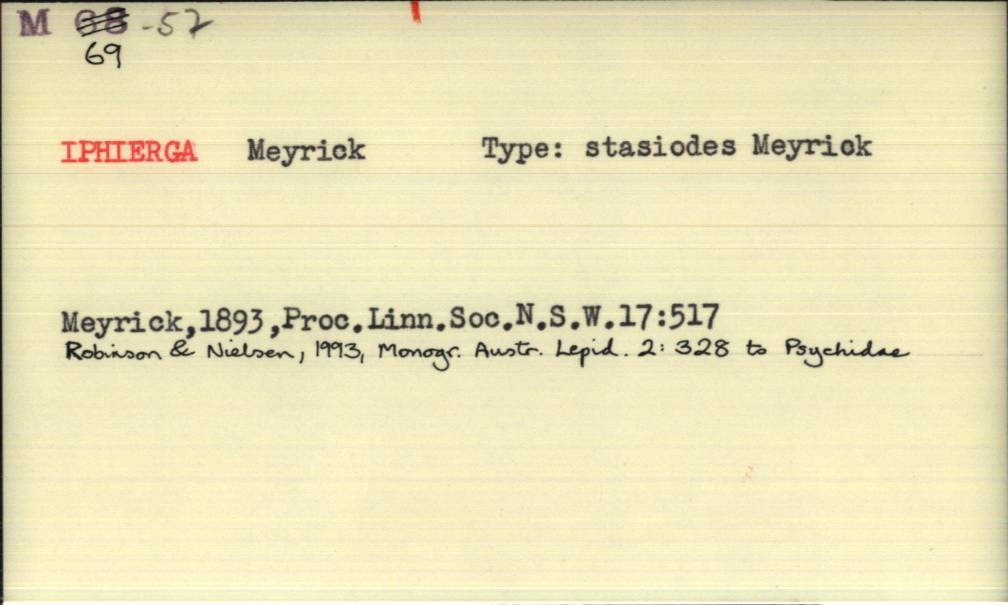 M 68 -57
69
IPHIERGA Meyrick Type: stasiodes Meyrick
Meyrick,1893,Proc.Linn.Soc.N.S.W.17:517
Robinson & Nielsen, 1993, Monogr. Austr. Lepid. 2: 328 to Psychidae